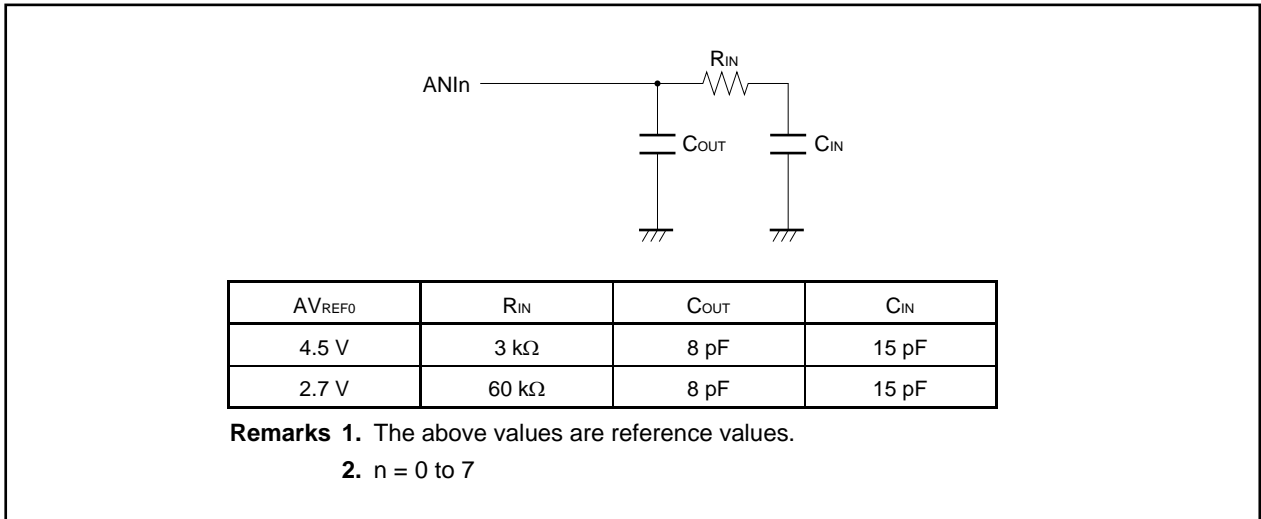 RIN
ANIn
COUT
CIN
AVREF0 RIN COUT CIN
4.5 V 3 kΩ 8 pF 15 pF
2.7 V 60 kΩ 8 pF 15 pF
Remarks 1. The above values are reference values.
2. n = 0 to 7